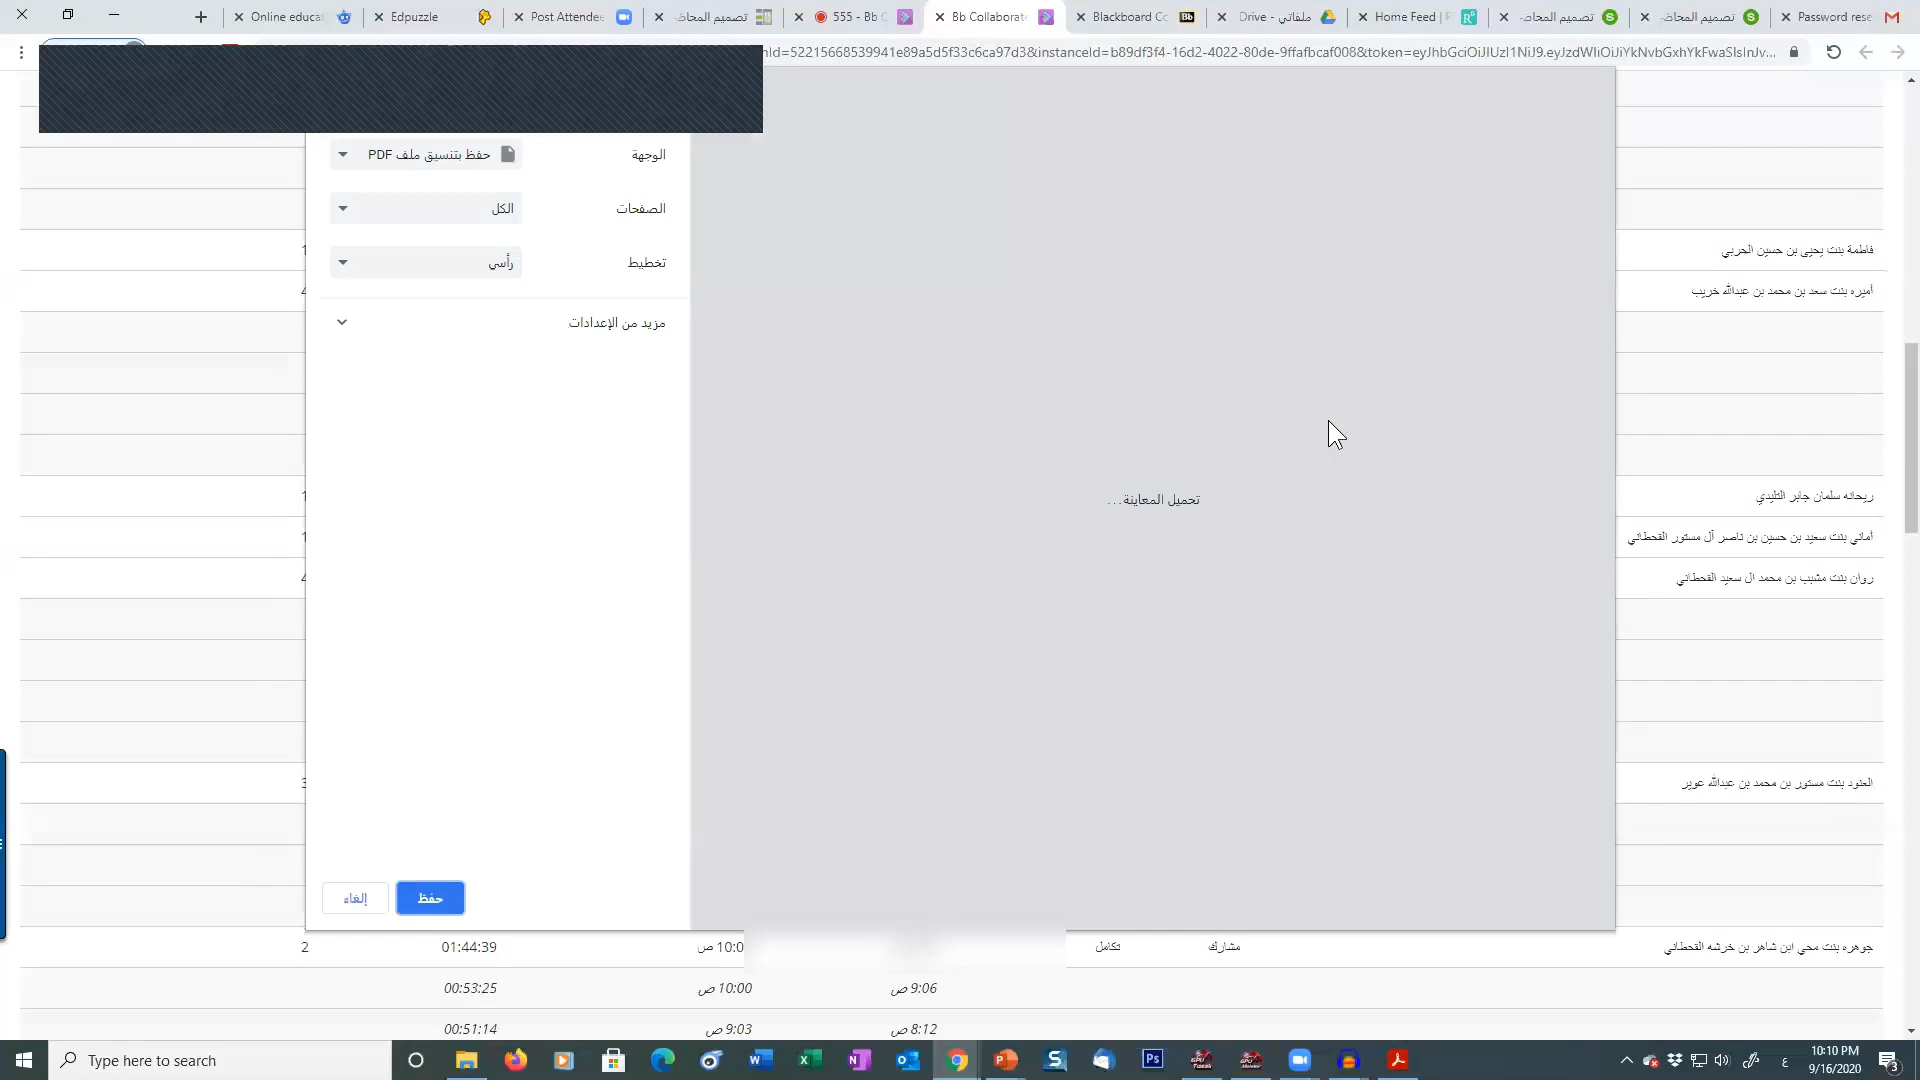 Online educa
Edpuzzle
Post Attende
تصميم المحاضـ
555 - Bb C
Bb Collaborat
Blackboard Co
ملفاتي - Drive
Home Feed | R
تصميم المحاضـ
تصميم المحاضـ
Password rese
nId=52215668539941e89a5d5f33c6ca97d3&instanceId=b89df3f4-16d2-4022-80de-9ffafbcaf008&token=eyJhbGciOiJIUzI1NiJ9.eyJzdWIiOiJiYkNvbGxhYkFwaSIsInJv...
الوجهة
حفظ بتنسيق ملف PDF
الصفحات
الكل
تخطيط
رأسي
مزيد من الإعدادات
تحميل المعاينة...
حفظ
إلغاء
فاطمة بنت يحيى بن حسين الحربي
أميره بنت سعد بن محمد بن عبدالله خريب
ريحانه سلمان جابر التليدي
أماني بنت سعيد بن حسين بن ناصر آل مستور القحطاني
روان بنت مشبب بن محمد ال سعيد القحطاني
العنود بنت مستور بن محمد بن عبدالله عوير
جوهره بنت محي ابن شاهر بن خرشه القحطاني
مشارك
تكامل
10:0 ص
01:44:39
2
9:06 ص
10:00 ص
00:53:25
8:12 ص
9:03 ص
00:51:14
Type here to search
10:10 PM
9/16/2020